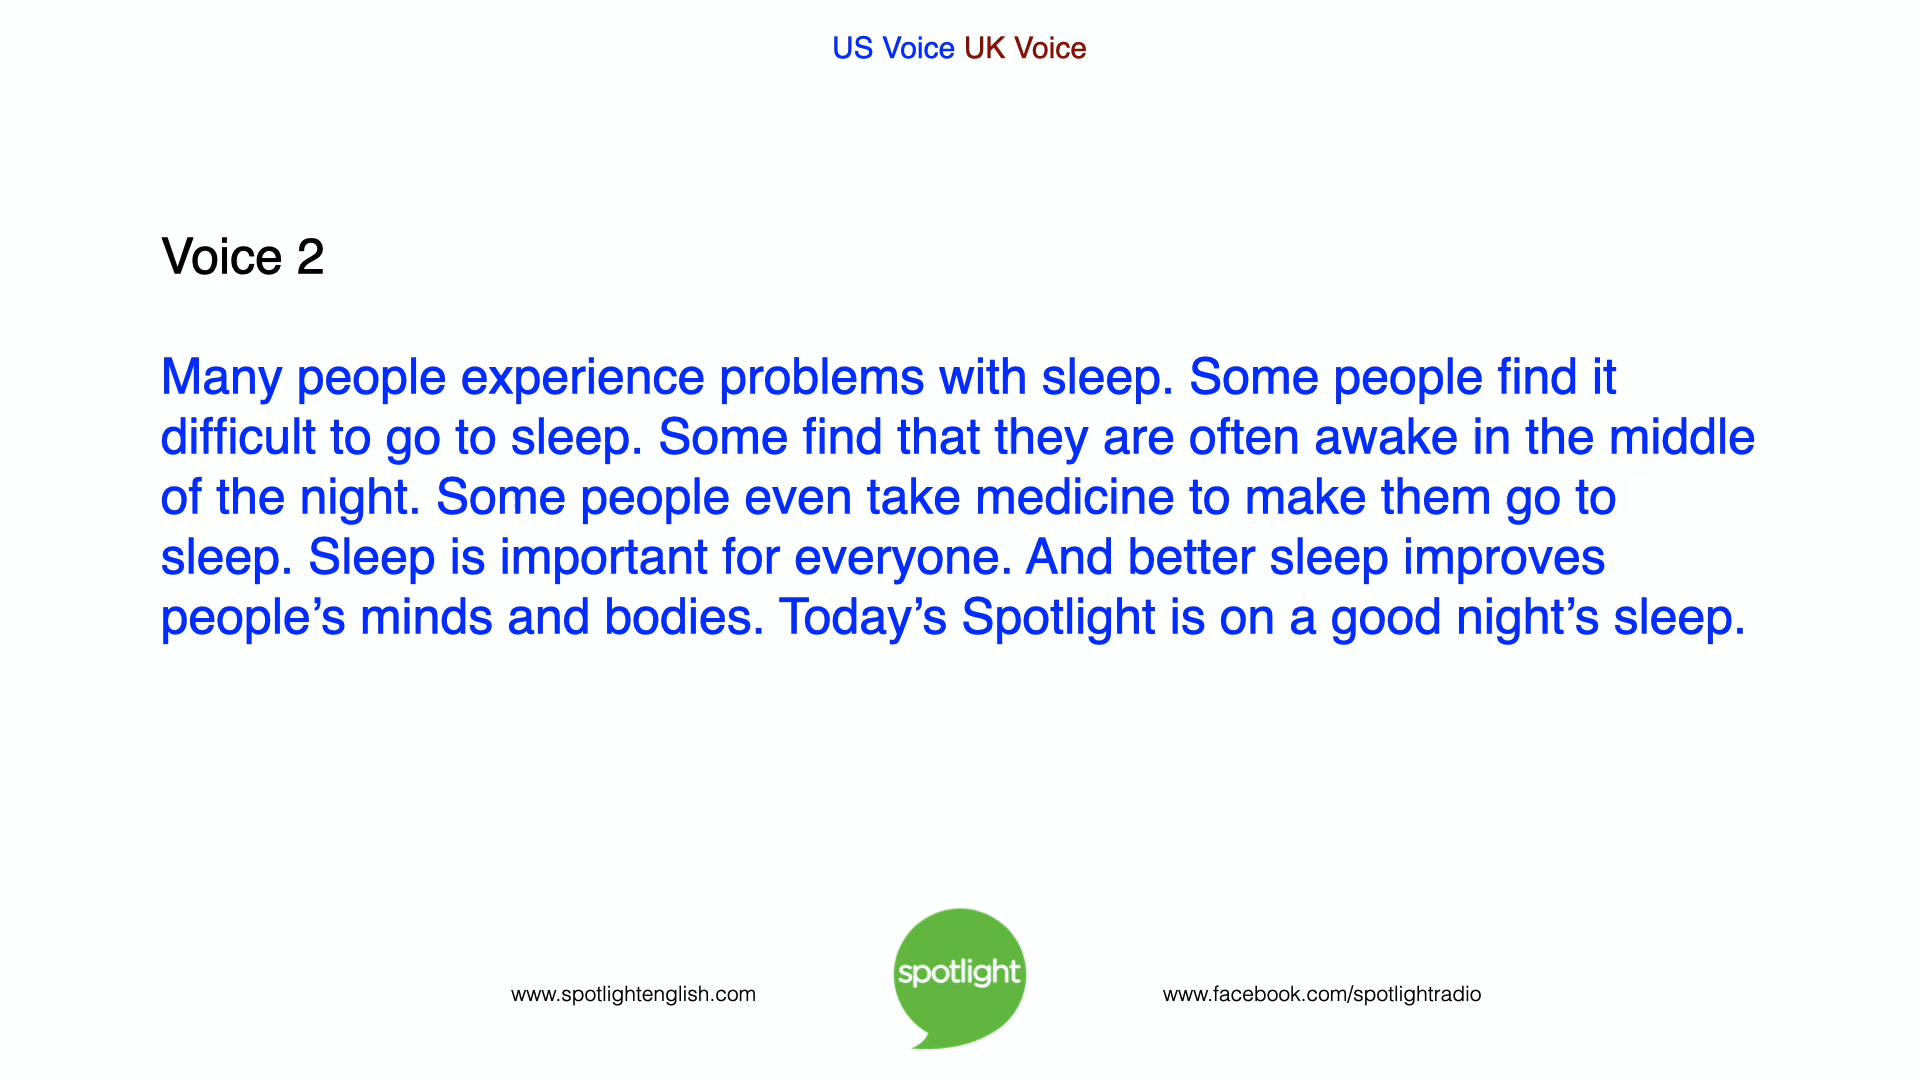 US Voice UK Voice
Voice 2
Many people experience problems with sleep. Some people find it
difficult to go to sleep. Some find that they are often awake in the middle
of the night. Some people even take medicine to make them go to
sleep. Sleep is important for everyone. And better sleep improves
people’s minds and bodies. Today’s Spotlight is on a good night’s sleep.
spotlight
www.spotlightenglish.com
www.facebook.com/spotlightradio